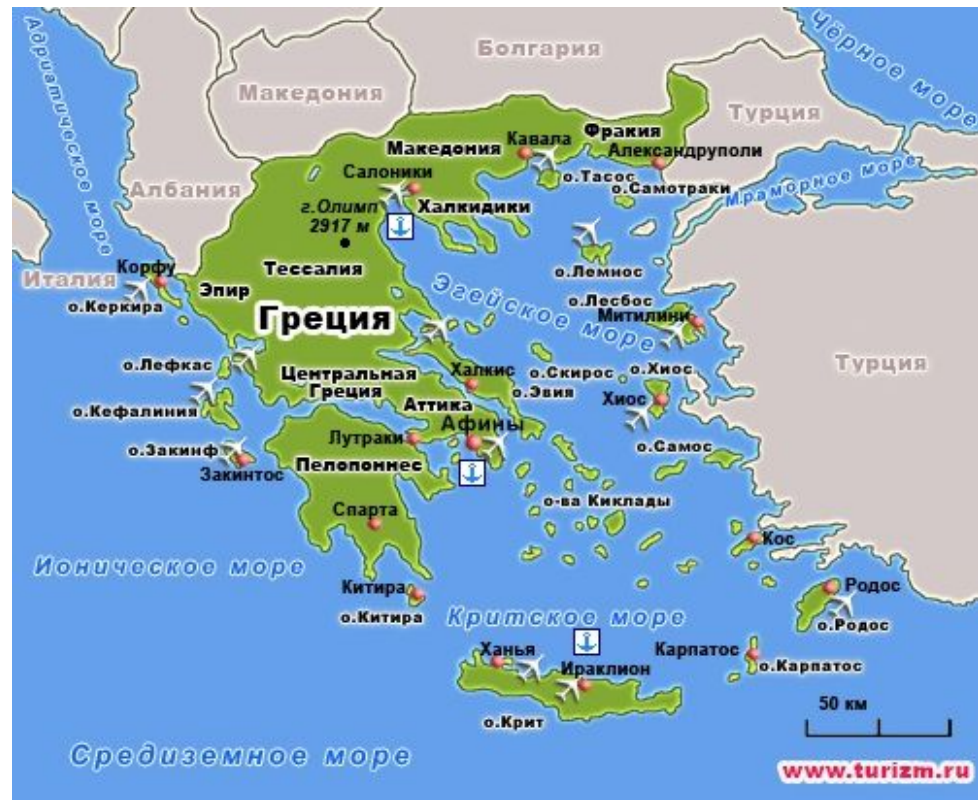 Адриатическое море
Болгария
Чёрное море
Македония
Турция
Фракия
Кавала
Македония
Александруполи
Салоники
о.Тасос
о.Самотраки
Мраморное море
Албания
г.Олимп
2917 м
Халкидики
Италия
Корфу
Тессалия
о.Лемнос
Эпир
о.Керкира
Эгейское море
о.Лесбос
Митилини
Греция
Турция
о.Лефкас
Центральная
Греция
Халкис
о.Скирос
о.Хиос
о.Эвия
Хиос
о.Кефалиния
Аттика
Афины
Лутраки
о.Закинф
Закинтос
о.Самос
Пелопоннес
о-ва Киклады
Спарта
Кос
Ионическое море
Китира
о.Китира
Родос
о.Родос
Критское море
Ханья
Ираклион
Карпатос
о.Карпатос
о.Крит
50 км
Средиземное море
www.turizm.ru